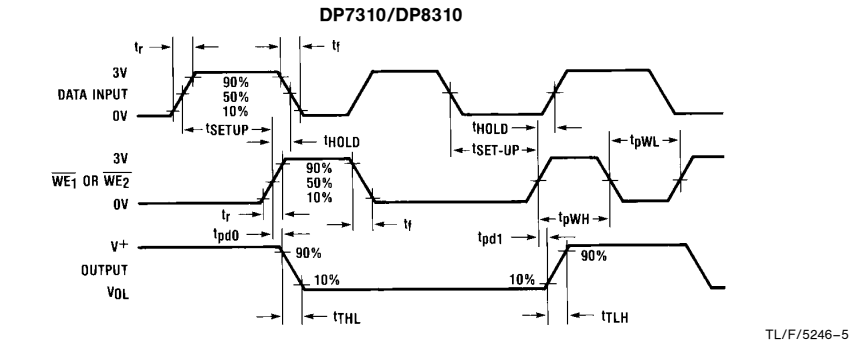 DP7310/DP8310
tr
tf
3V
DATA INPUT
0V
90%
50%
10%
tSETUP
tHOLD
tHOLD
tSET-UP
tpWL
3V
WE1 OR WE2
0V
90%
50%
10%
tr
tf
tpWH
tpd0
tpd1
V+
OUTPUT
VOL
90%
10%
10%
90%
tTHL
tTLH
TL/F/5246–5